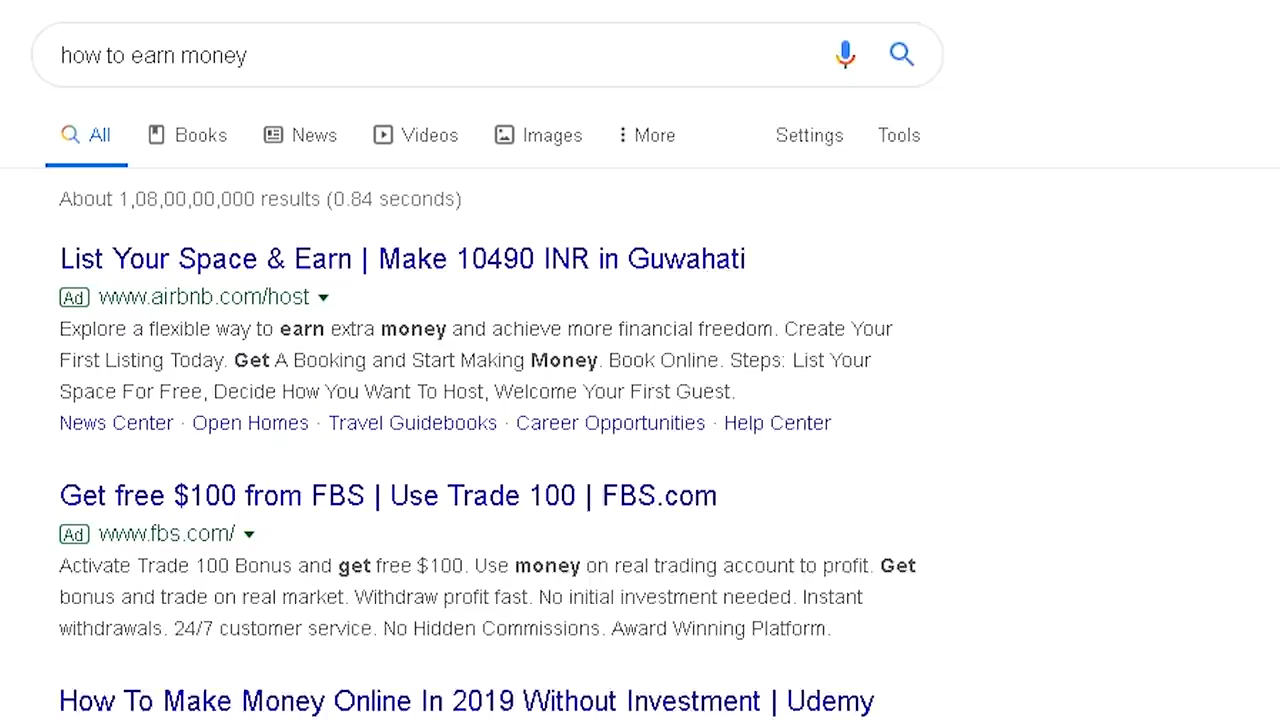 how to earn money
All Books News Videos Images More Settings Tools
About 1,08,00,00,000 results (0.84 seconds)
List Your Space & Earn | Make 10490 INR in Guwahati
Ad www.airbnb.com/host
Explore a flexible way to earn extra money and achieve more financial freedom. Create Your
First Listing Today. Get A Booking and Start Making Money. Book Online. Steps: List Your
Space For Free, Decide How You Want To Host, Welcome Your First Guest.
News Center · Open Homes · Travel Guidebooks · Career Opportunities · Help Center
Get free $100 from FBS | Use Trade 100 | FBS.com
Ad www.fbs.com/
Activate Trade 100 Bonus and get free $100. Use money on real trading account to profit. Get
bonus and trade on real market. Withdraw profit fast. No initial investment needed. Instant
withdrawals. 24/7 customer service. No Hidden Commissions. Award Winning Platform.
How To Make Money Online In 2019 Without Investment | Udemy